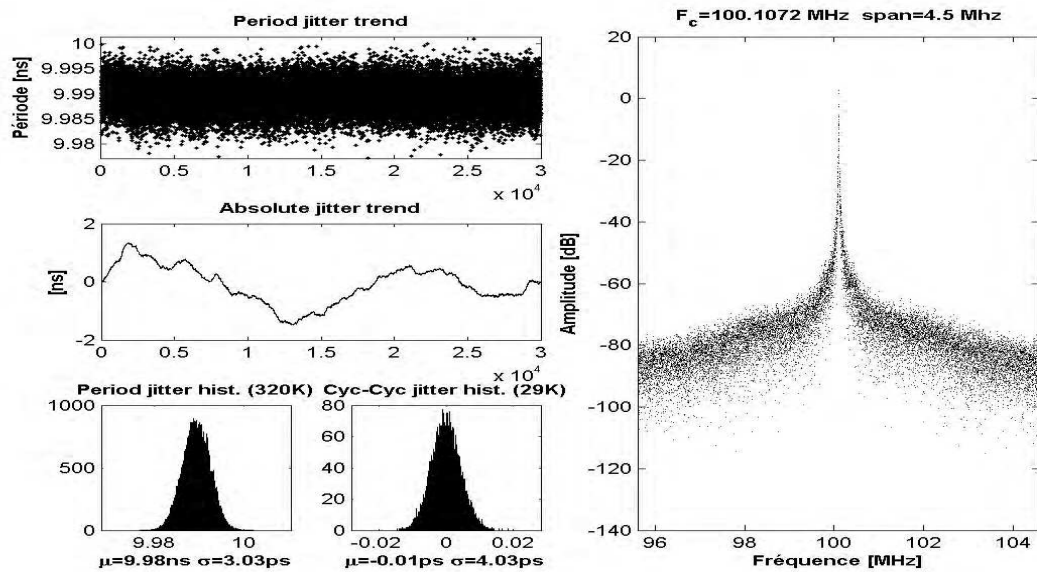 Period jitter trend
Période [ns]
10
9.995
9.99
9.985
9.98
0 0.5 1 1.5 2 2.5 3
x 10⁴
Absolute jitter trend
[ns]
2
0
-2
0 0.5 1 1.5 2 2.5 3
x 10⁴
Period jitter hist. (320K)
1000
500
0
9.98 10
μ=9.98ns σ=3.03ps
Cyc-Cyc jitter hist. (29K)
80
60
40
20
0
-0.02 0 0.02
μ=-0.01ps σ=4.03ps
F_c=100.1072 MHz span=4.5 Mhz
Amplitude [dB]
20
0
-20
-40
-60
-80
-100
-120
-140
96 98 100 102 104
Fréquence [MHz]